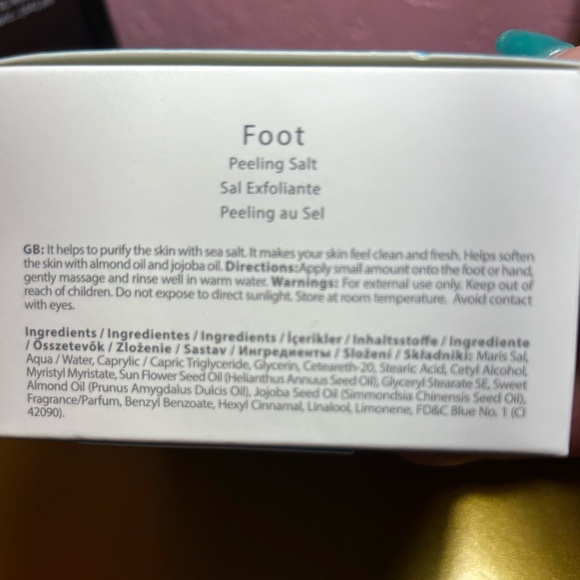 Foot
Peeling Salt
Sal Exfoliante
Peeling au Sel
GB: It helps to purify the skin with sea salt. It makes your skin feel clean and fresh. Helps soften
the skin with almond oil and jojoba oil. Directions:Apply small amount onto the foot or hand,
gently massage and rinse well in warm water. Warnings: For external use only. Keep out of
reach of children. Do not expose to direct sunlight. Store at room temperature. Avoid contact
with eyes.
Ingredients / Ingredientes / Ingredients / İçerikler / Inhaltsstoffe / Ingrediente
/ Összetevők / Zloženie / Sastav / Ингредиенты / Složení / Składniki: Maris Sal,
Aqua / Water, Caprylic / Capric Triglyceride, Glycerin, Ceteareth-20, Stearic Acid, Cetyl Alcohol,
Myristyl Myristate, Sun Flower Seed Oil (Helianthus Annuus Seed Oil), Glyceryl Stearate SE, Sweet
Almond Oil (Prunus Amygdalus Dulcis Oil), Jojoba Seed Oil (Simmondsia Chinensis Seed Oil),
Fragrance/Parfum, Benzyl Benzoate, Hexyl Cinnamal, Linalool, Limonene, FD&C Blue No. 1 (CI
42090).